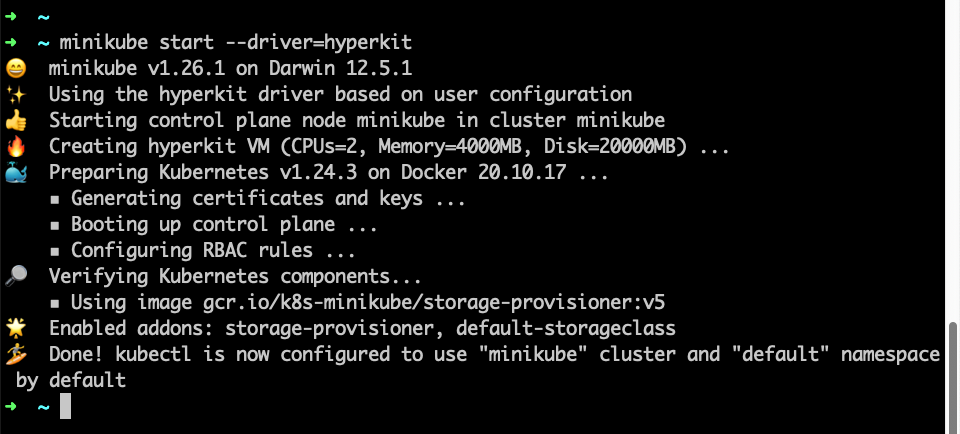 ➜  ~
➜  ~ minikube start --driver=hyperkit
😄  minikube v1.26.1 on Darwin 12.5.1
✨  Using the hyperkit driver based on user configuration
👍  Starting control plane node minikube in cluster minikube
🔥  Creating hyperkit VM (CPUs=2, Memory=4000MB, Disk=20000MB) ...
🐳  Preparing Kubernetes v1.24.3 on Docker 20.10.17 ...
    ▪ Generating certificates and keys ...
    ▪ Booting up control plane ...
    ▪ Configuring RBAC rules ...
🔎  Verifying Kubernetes components...
    ▪ Using image gcr.io/k8s-minikube/storage-provisioner:v5
🌟  Enabled addons: storage-provisioner, default-storageclass
🏄  Done! kubectl is now configured to use "minikube" cluster and "default" namespace
 by default
➜  ~